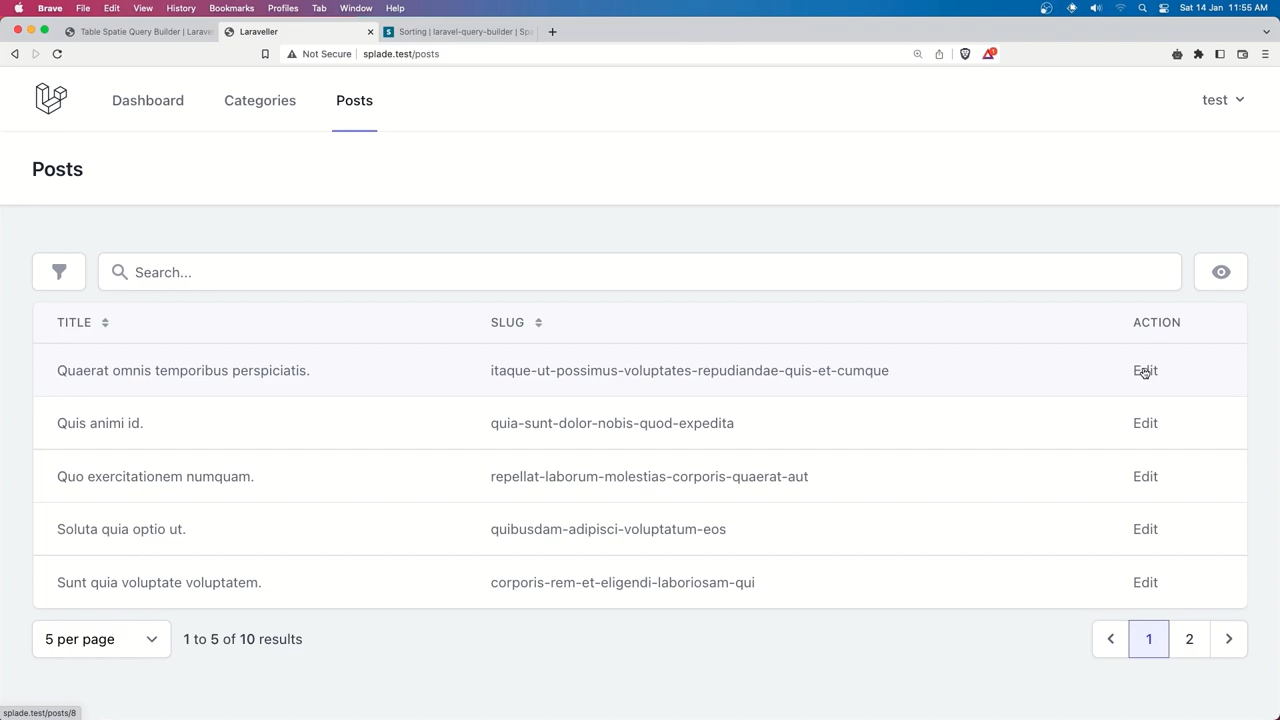 Brave File Edit View History Bookmarks Profiles Tab Window Help Sat 14 Jan 11:55 AM
Table Spatie Query Builder | Larave Laraveller Sorting | laravel-query-builder | Spa
Not Secure splade.test/posts
Dashboard Categories Posts test
Posts
Search...
TITLE SLUG ACTION
Quaerat omnis temporibus perspiciatis. itaque-ut-possimus-voluptates-repudiandae-quis-et-cumque Edit
Quis animi id. quia-sunt-dolor-nobis-quod-expedita Edit
Quo exercitationem numquam. repellat-laborum-molestias-corporis-quaerat-aut Edit
Soluta quia optio ut. quibusdam-adipisci-voluptatum-eos Edit
Sunt quia voluptate voluptatem. corporis-rem-et-eligendi-laboriosam-qui Edit
5 per page 1 to 5 of 10 results 1 2
splade.test/posts/8